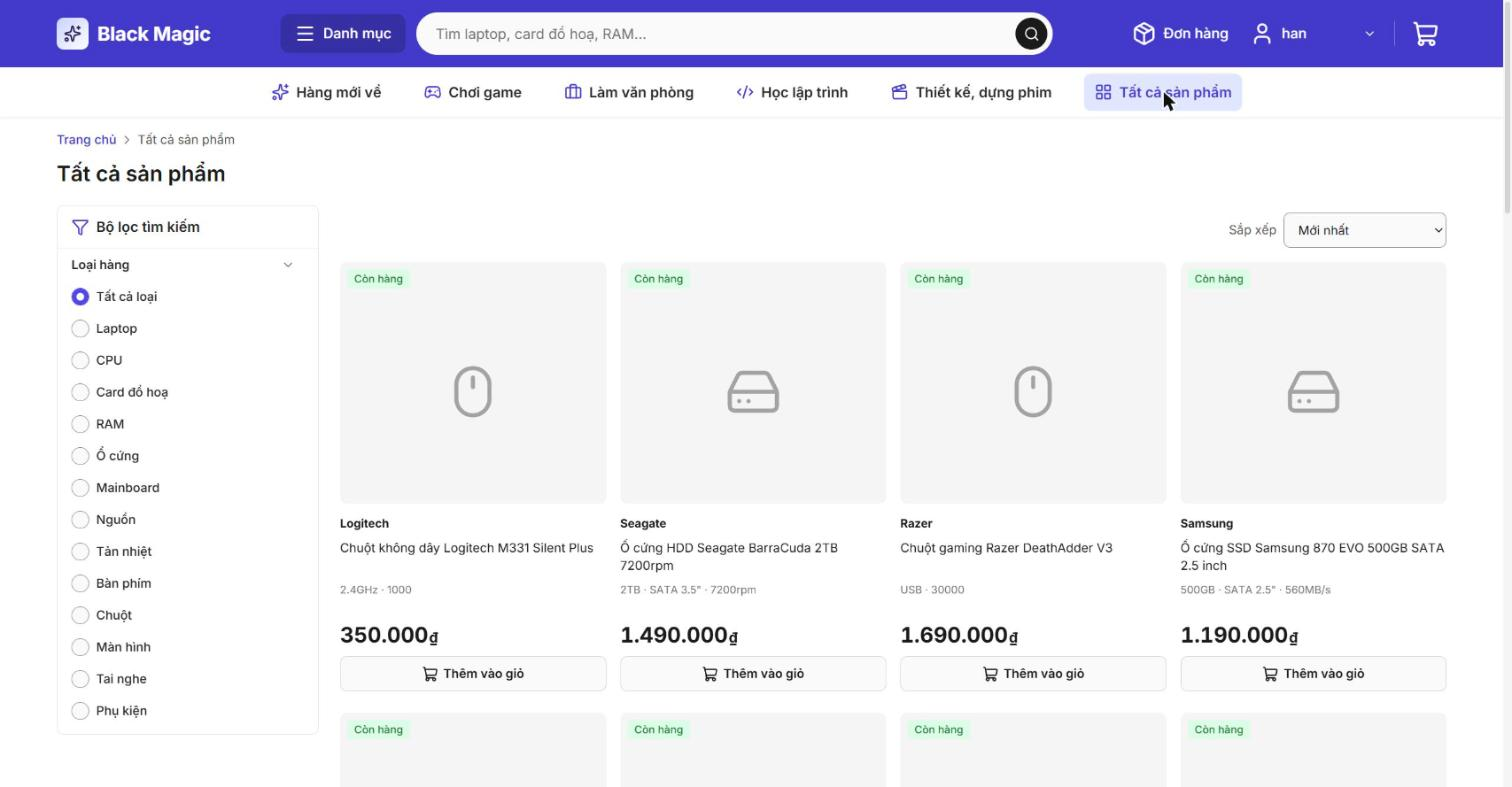 Black Magic
Danh mục
Tìm laptop, card đồ hoạ, RAM...
Đơn hàng
han
Hàng mới về
Chơi game
Làm văn phòng
Học lập trình
Thiết kế, dựng phim
Tất cả sản phẩm
Trang chủ > Tất cả sản phẩm
Tất cả sản phẩm
Bộ lọc tìm kiếm
Loại hàng
Tất cả loại
Laptop
CPU
Card đồ hoạ
RAM
Ổ cứng
Mainboard
Nguồn
Tản nhiệt
Bàn phím
Chuột
Màn hình
Tai nghe
Phụ kiện
Sắp xếp
Mới nhất
Còn hàng
Logitech
Chuột không dây Logitech M331 Silent Plus
2.4GHz · 1000
350.000₫
Thêm vào giỏ
Còn hàng
Seagate
Ổ cứng HDD Seagate BarraCuda 2TB
7200rpm
2TB · SATA 3.5" · 7200rpm
1.490.000₫
Thêm vào giỏ
Còn hàng
Razer
Chuột gaming Razer DeathAdder V3
USB · 30000
1.690.000₫
Thêm vào giỏ
Còn hàng
Samsung
Ổ cứng SSD Samsung 870 EVO 500GB SATA
2.5 inch
500GB · SATA 2.5" · 560MB/s
1.190.000₫
Thêm vào giỏ
Còn hàng
Còn hàng
Còn hàng
Còn hàng